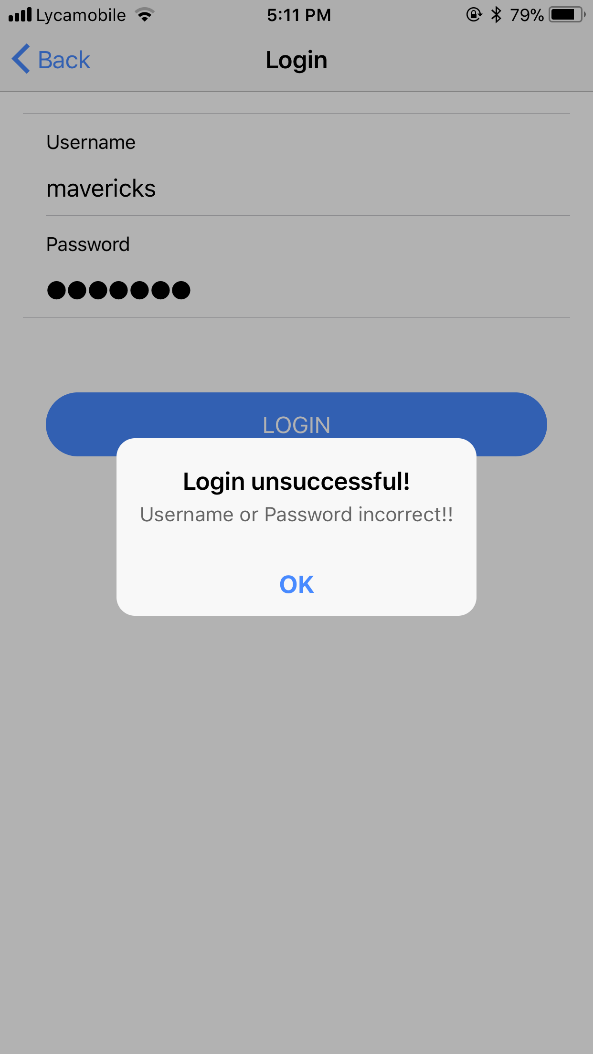 Lycamobile 5:11 PM 79%
Back Login
Username
mavericks
Password
●●●●●●●
LOGIN
Login unsuccessful!
Username or Password incorrect!!
OK